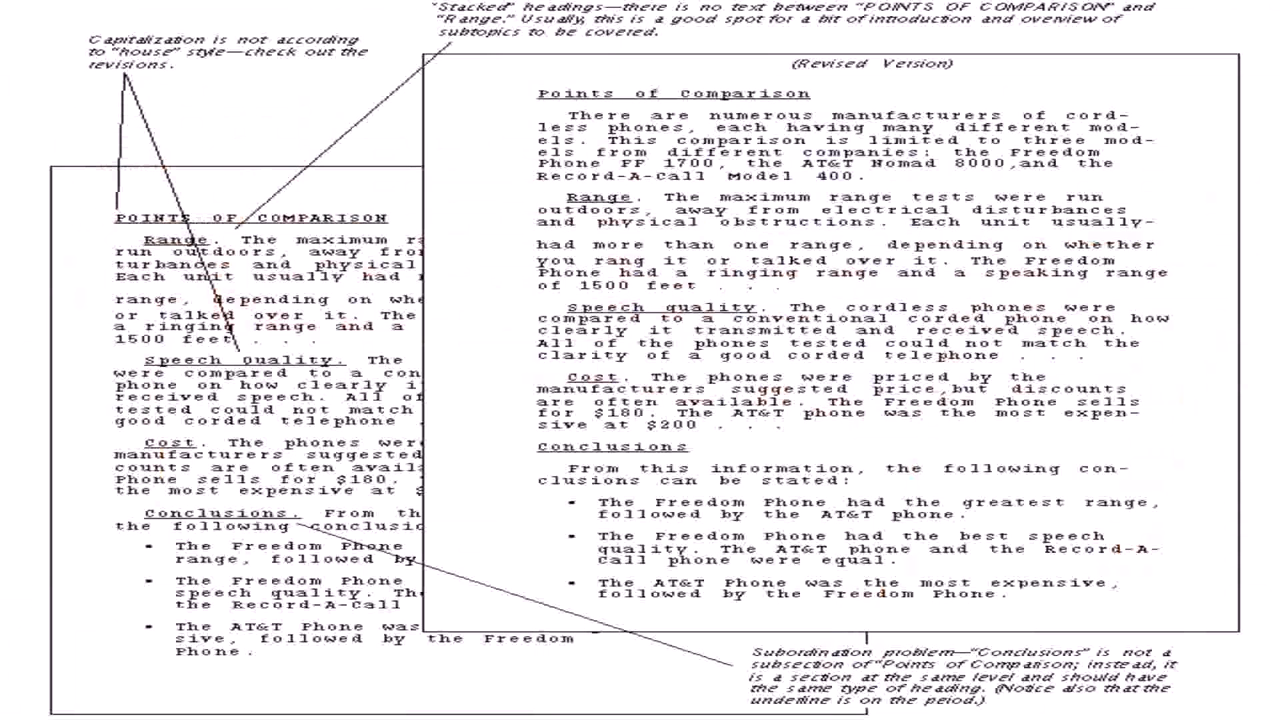 "Stacked" headings—there is no text between "POINTS OF COMPARISON" and
"Range." Usually, this is a good spot for a bit of introduction and overview of
subtopics to be covered.
Capitalization is not according
to "house" style—check out the
revisions.
POINTS OF COMPARISON
Range. The maximum ra
run outdoors, away fro
turbances and physical
Each unit usually had
range, depending on whe
or talked over it. The
a ringing range and a
1500 feet . . .
Speech Quality. The
were compared to a con
phone on how clearly i
received speech. All of
tested could not match
good corded telephone
Cost. The phones wer
manufacturers suggested
counts are often avail
Phone sells for $180.
the most expensive at $
Conclusions. From th
the following conclusio
• The Freedom Phone
range, followed by
• The Freedom Phone
speech quality. Th
the Record-A-Call
• The AT&T Phone was
sive, followed by the Freedom
Phone.
(Revised Version)
Points of Comparison
There are numerous manufacturers of cord-
less phones, each having many different mod-
els. This comparison is limited to three mod-
els from different companies: the Freedom
Phone FF 1700, the AT&T Nomad 8000,and the
Record-A-Call Model 400.
Range. The maximum range tests were run
outdoors, away from electrical disturbances
and physical obstructions. Each unit usually-
had more than one range, depending on whether
you rang it or talked over it. The Freedom
Phone had a ringing range and a speaking range
of 1500 feet . . .
Speech quality. The cordless phones were
compared to a conventional corded phone on how
clearly it transmitted and received speech.
All of the phones tested could not match the
clarity of a good corded telephone . . .
Cost. The phones were priced by the
manufacturers suggested price,but discounts
are often available. The Freedom Phone sells
for $180. The AT&T phone was the most expen-
sive at $200 . . .
Conclusions
From this information, the following con-
clusions can be stated:
• The Freedom Phone had the greatest range,
followed by the AT&T phone.
• The Freedom Phone had the best speech
quality. The AT&T phone and the Record-A-
Call phone were equal.
• The AT&T Phone was the most expensive,
followed by the Freedom Phone.
Subordination problem—"Conclusions" is not a
subsection of "Points of Comparison; instead, it
is a section at the same level and should have
the same type of heading. (Notice also that the
underline is on the peiod.)